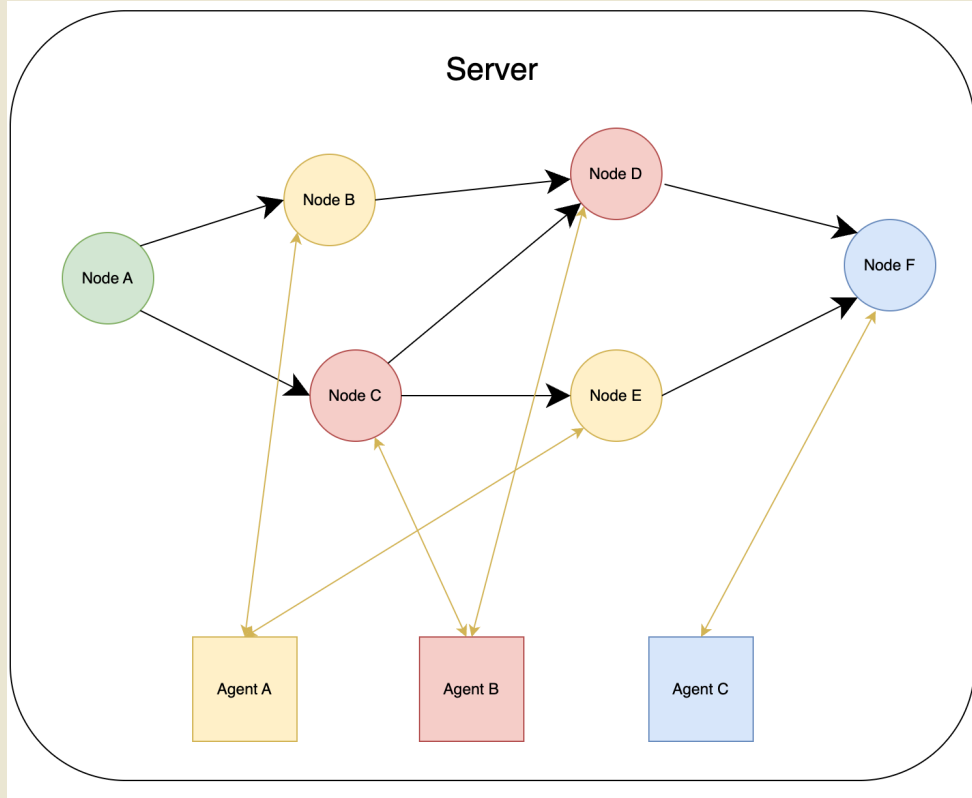 Server
Node B
Node D
Node A
Node F
Node C
Node E
Agent A
Agent B
Agent C